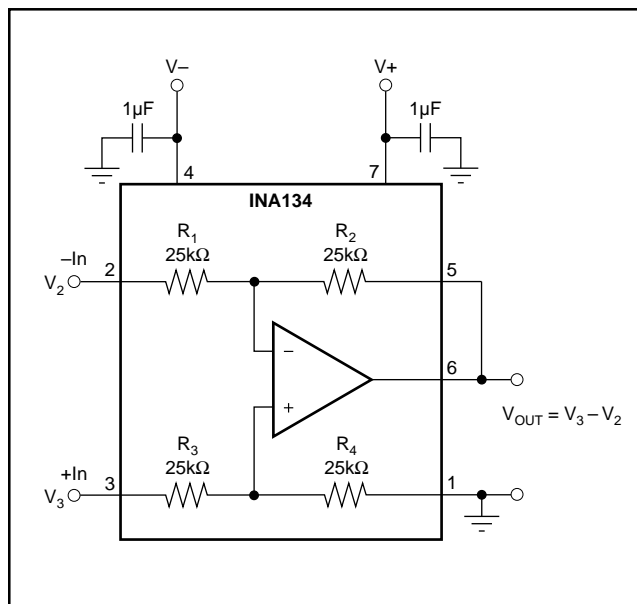 V– V+
1µF 1µF
4 7
INA134
R1 R2
–In 25kΩ 25kΩ
2 5
V2
–
6
+
VOUT = V3 – V2
R3 R4
+In 25kΩ 25kΩ
3 1
V3